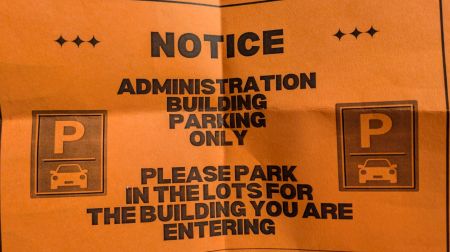 NOTICE
ADMINISTRATION
BUILDING
PARKING
ONLY
P
P
PLEASE PARK
IN THE LOTS FOR
THE BUILDING YOU ARE
ENTERING